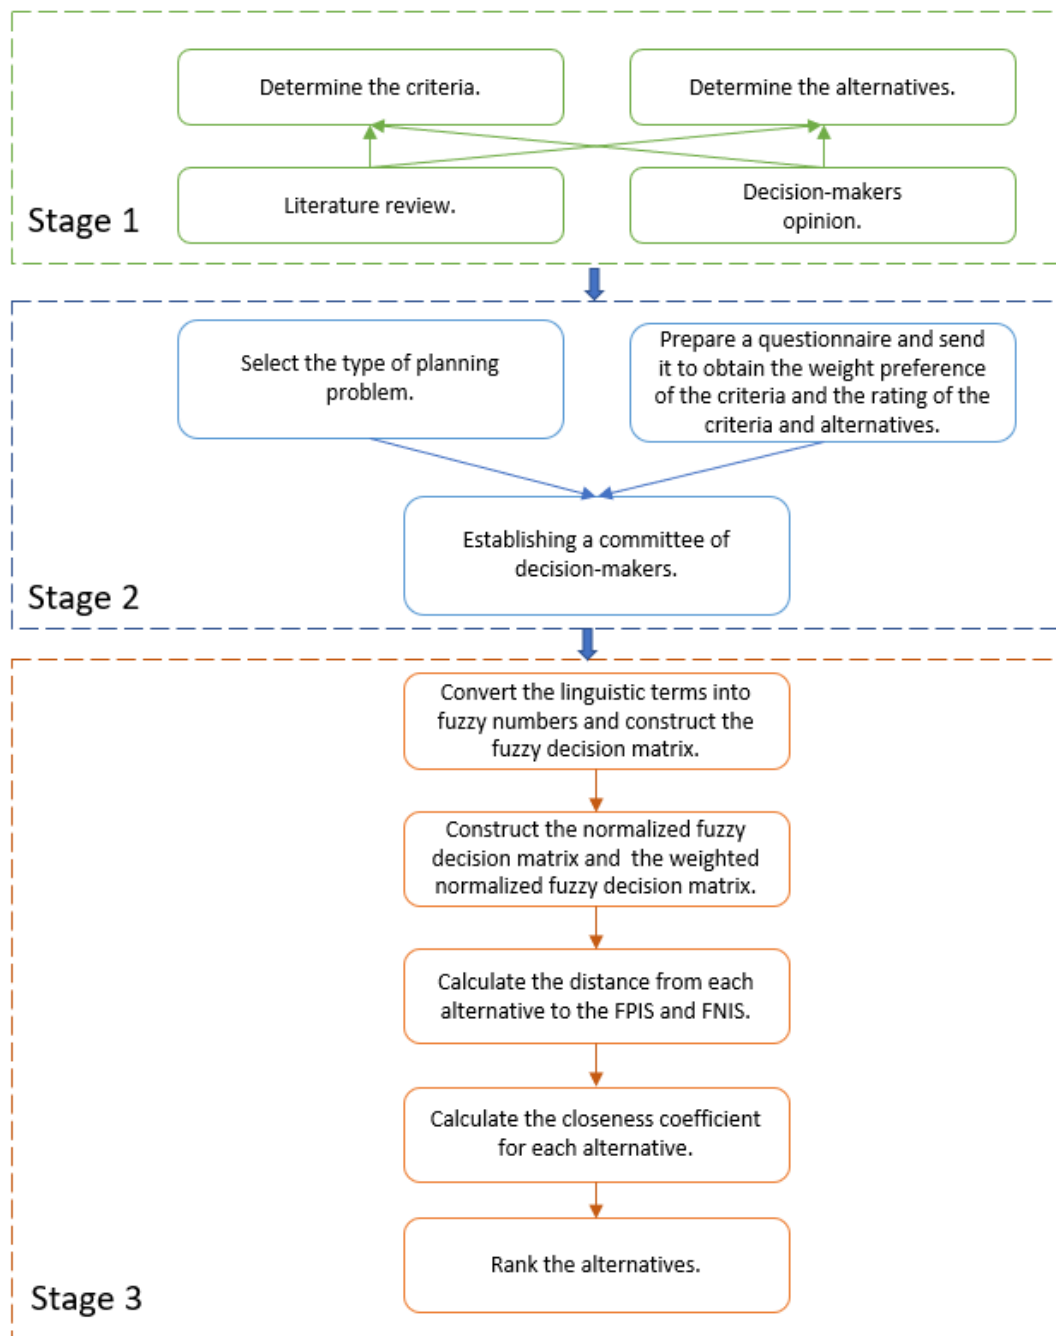 Determine the criteria.
Determine the alternatives.
Literature review.
Decision-makers
opinion.
Stage 1
Select the type of planning
problem.
Prepare a questionnaire and send
it to obtain the weight preference
of the criteria and the rating of the
criteria and alternatives.
Establishing a committee of
decision-makers.
Stage 2
Convert the linguistic terms into
fuzzy numbers and construct the
fuzzy decision matrix.
Construct the normalized fuzzy
decision matrix and  the weighted
normalized fuzzy decision matrix.
Calculate the distance from each
alternative to the FPIS and FNIS.
Calculate the closeness coefficient
for each alternative.
Rank the alternatives.
Stage 3